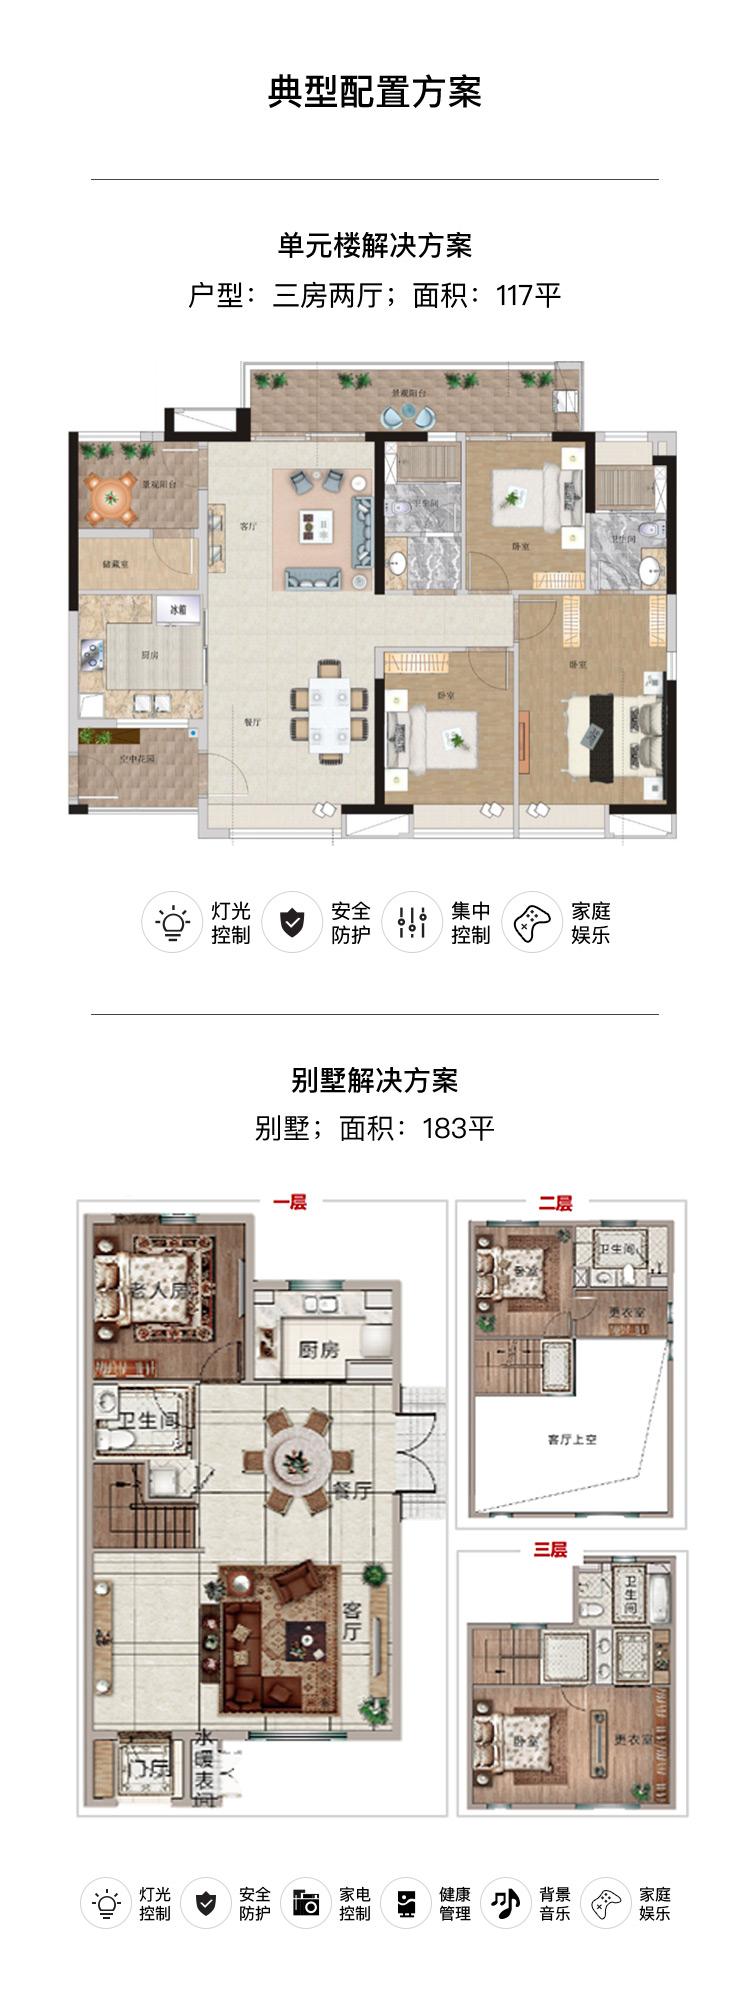 典型配置方案
单元楼解决方案
户型：三房两厅；面积：117平
景观阳台
景观阳台
客厅
卫生间
卧室
卫生间
储藏室
冰箱
厨房
卧室
卧室
餐厅
空中花园
灯光
控制
安全
防护
集中
控制
家庭
娱乐
别墅解决方案
别墅；面积：183平
一层
老人房
厨房
卫生间
餐厅
客厅
门厅
水暖表间
二层
卧室
卫生间
更衣室
客厅上空
三层
卫生间
卧室
更衣室
灯光
控制
安全
防护
家电
控制
健康
管理
背景
音乐
家庭
娱乐